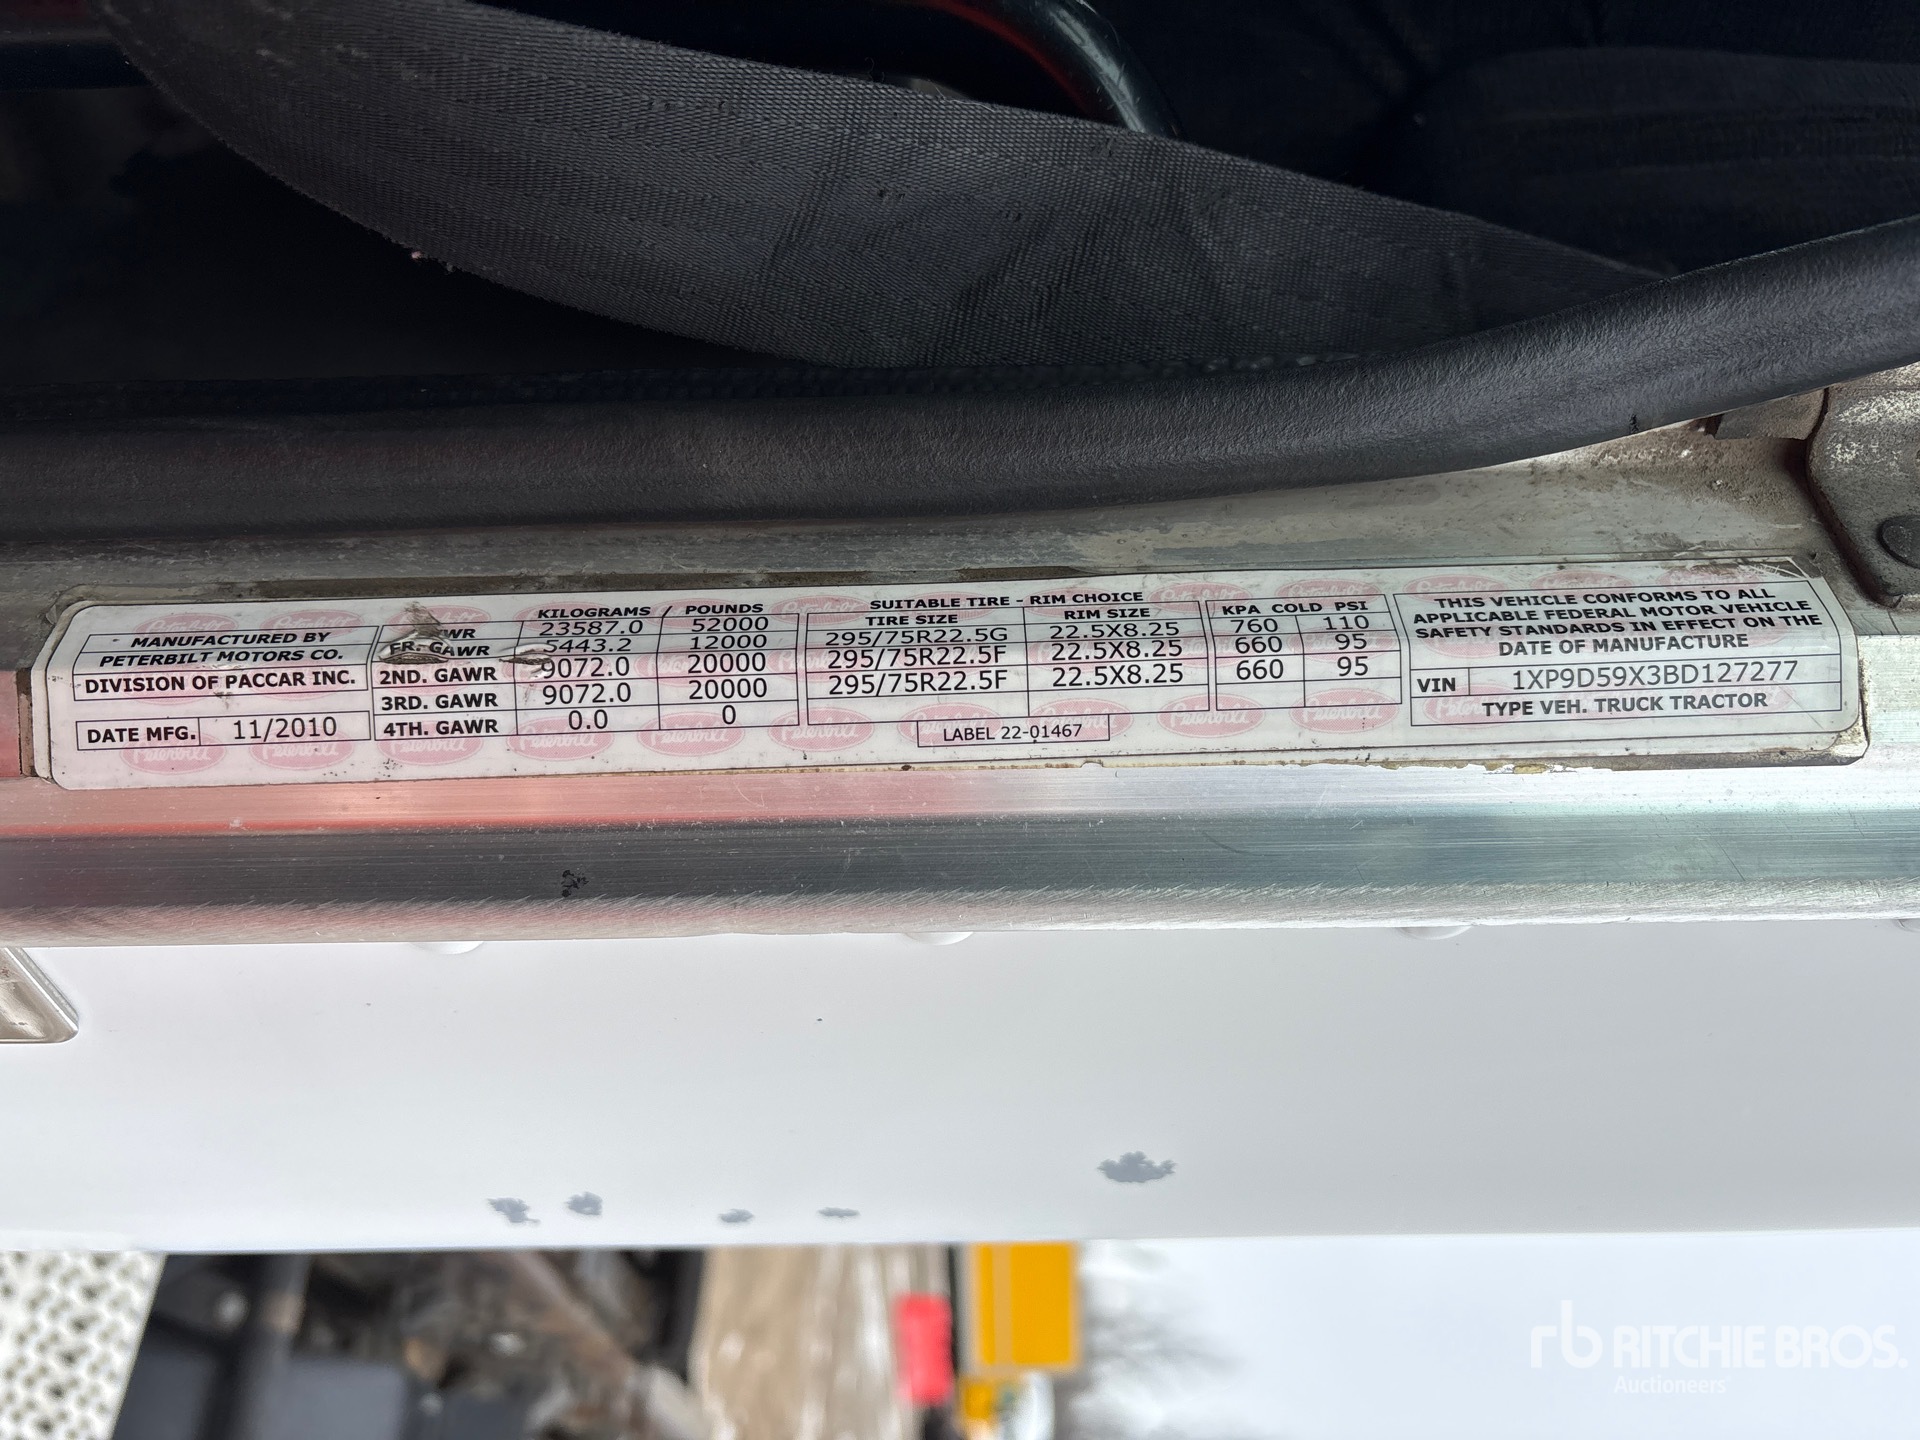 MANUFACTURED BY
PETERBILT MOTORS CO.
DIVISION OF PACCAR INC.
DATE MFG. 11/2010
KILOGRAMS / POUNDS
23587.0 52000
FR. GAWR 5443.2 12000
2ND. GAWR 9072.0 20000
3RD. GAWR 9072.0 20000
4TH. GAWR 0.0 0
SUITABLE TIRE - RIM CHOICE
TIRE SIZE RIM SIZE
295/75R22.5G 22.5X8.25
295/75R22.5F 22.5X8.25
295/75R22.5F 22.5X8.25
KPA COLD PSI
760 110
660 95
660 95
LABEL 22-01467
THIS VEHICLE CONFORMS TO ALL
APPLICABLE FEDERAL MOTOR VEHICLE
SAFETY STANDARDS IN EFFECT ON THE
DATE OF MANUFACTURE
VIN 1XP9D59X3BD127277
TYPE VEH. TRUCK TRACTOR
Peterbilt
rb RITCHIE BROS.
Auctioneers